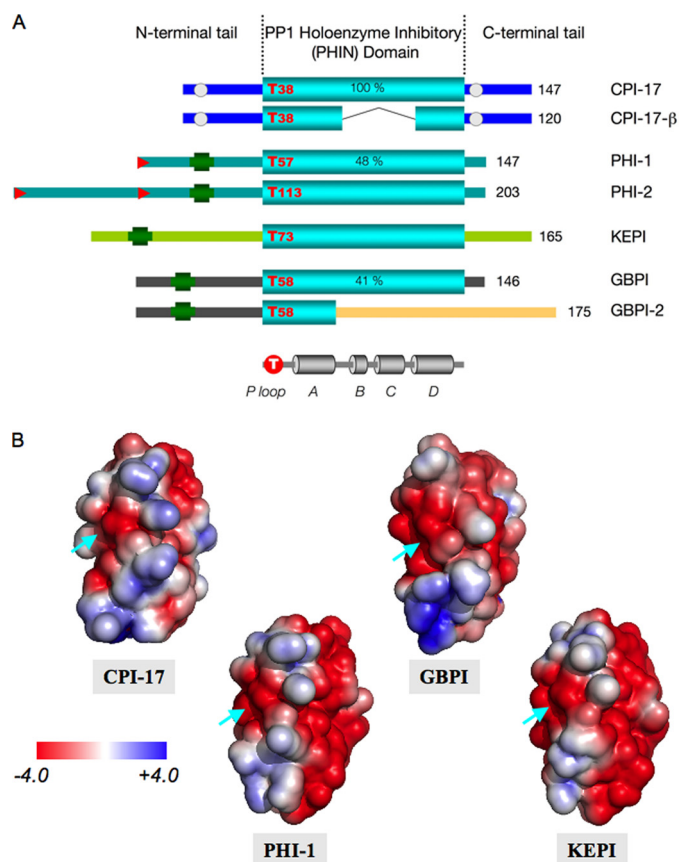 A
N-terminal tail
PP1 Holoenzyme Inhibitory
(PHIN) Domain
C-terminal tail
T38 100 % 147 CPI-17
T38 120 CPI-17-β
T57 48 % 147 PHI-1
T113 203 PHI-2
T73 165 KEPI
T58 41 % 146 GBPI
T58 175 GBPI-2
T
P loop A B C D
B
CPI-17
GBPI
-4.0 +4.0
PHI-1
KEPI